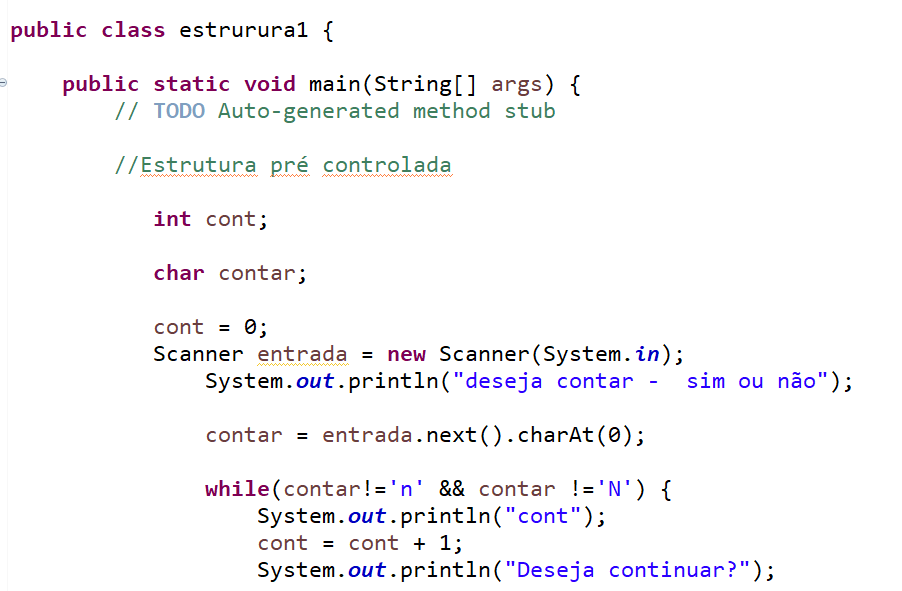 public class estrurura1 {
public static void main(String[] args) {
// TODO Auto-generated method stub
//Estrutura pré controlada
int cont;
char contar;
cont = 0;
Scanner entrada = new Scanner(System.in);
System.out.println("deseja contar -  sim ou não");
contar = entrada.next().charAt(0);
while(contar!='n' && contar !='N') {
System.out.println("cont");
cont = cont + 1;
System.out.println("Deseja continuar?");